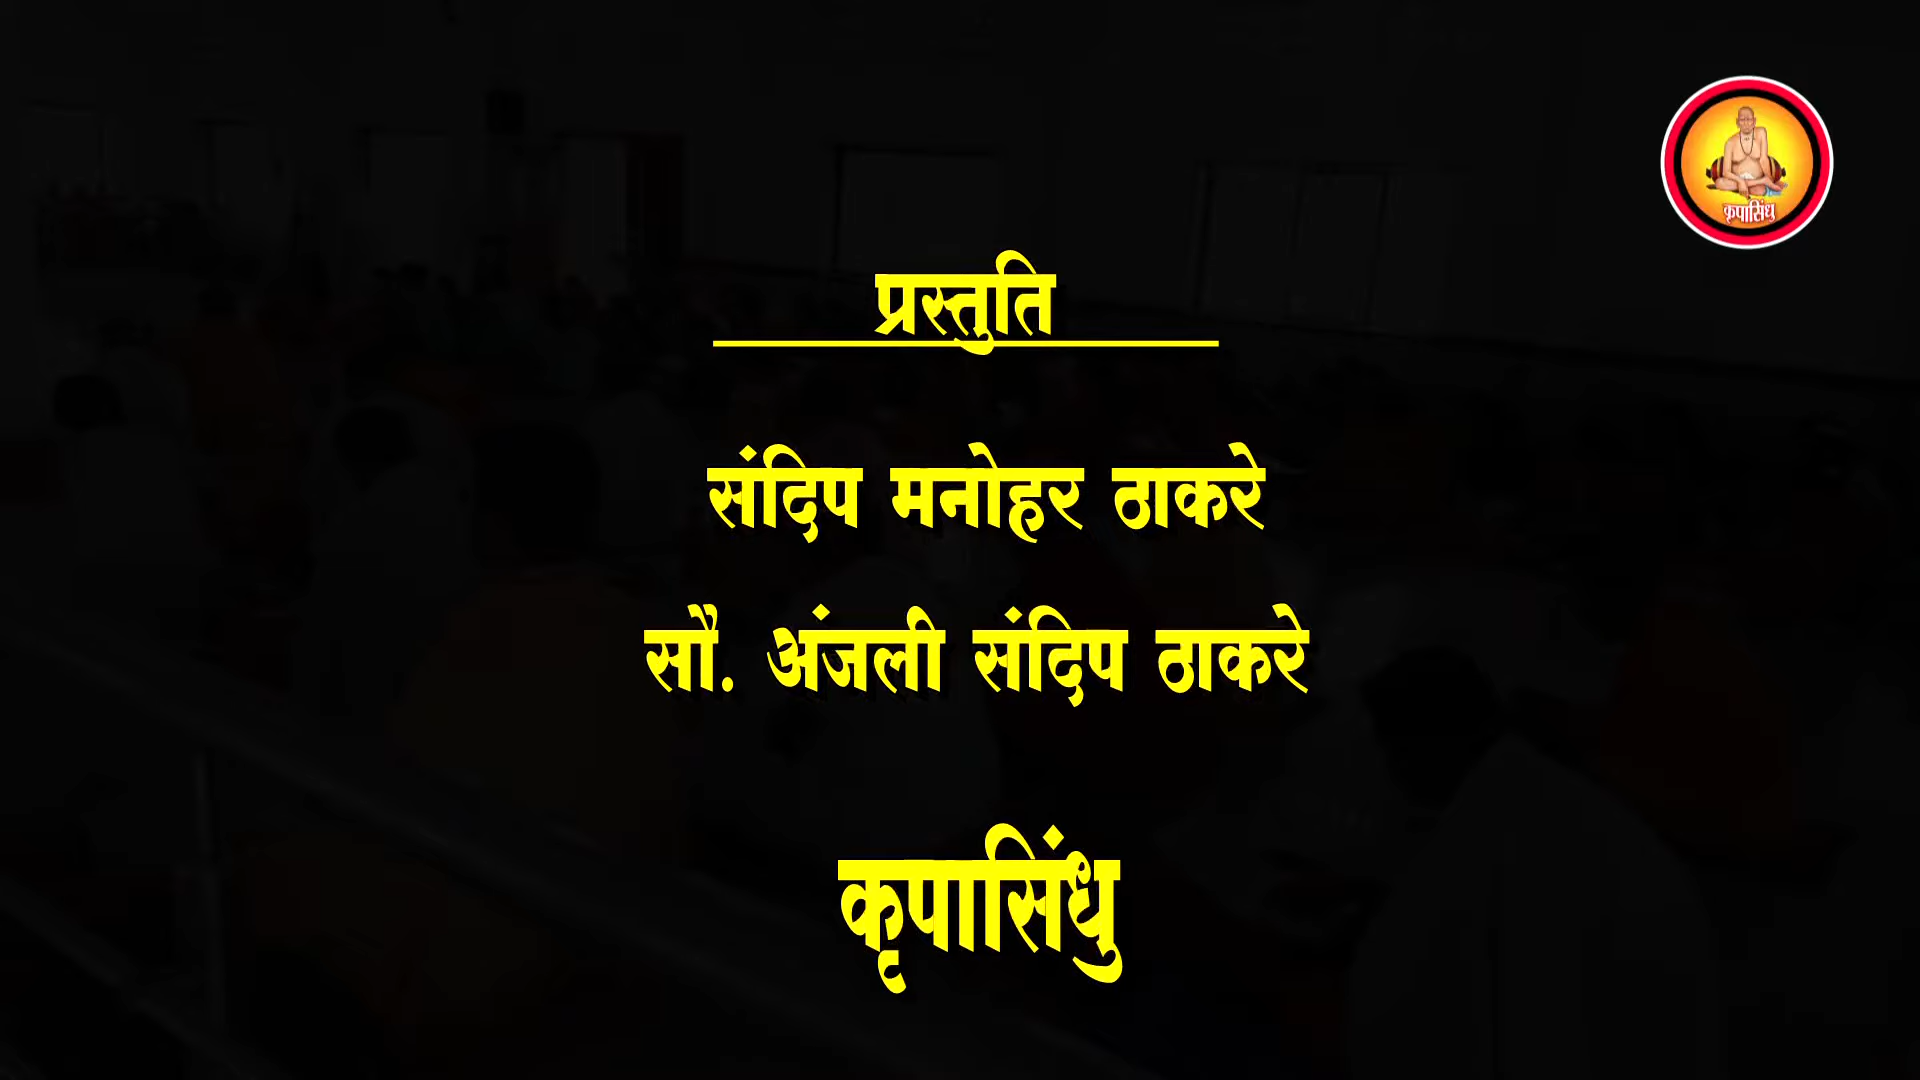 कृपासिंधु
प्रस्तुति
संदिप मनोहर ठाकरे
सौ. अंजली संदिप ठाकरे
कृपासिंधु